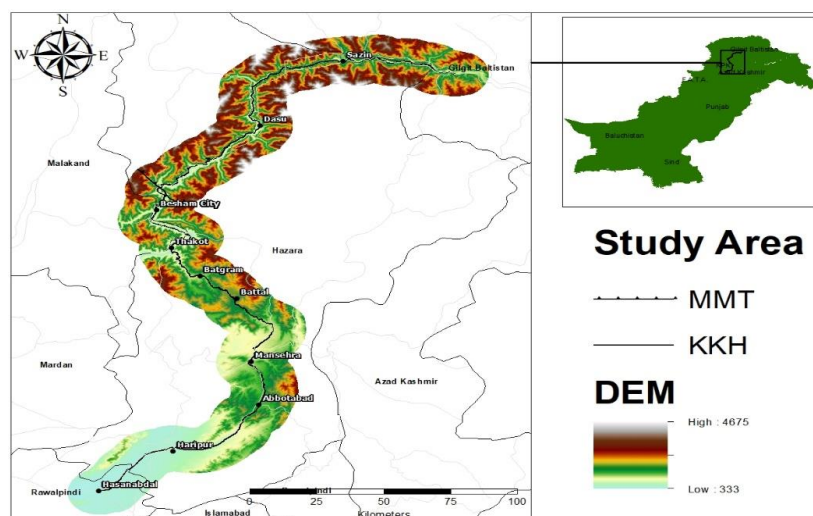 N
W E
S
Sazin
Gilgit Baltistan
Dasu
Malakand
Besham City
Thakot
Hazara
Batgram
Battal
Mansehra
Mardan
Azad Kashmir
Abbotabad
Haripur
Hasanabdal
Rawalpindi
Islamabad
0 25 50 75 100
Kilometers
Gilgit Baltistan
Kashmir
F.A.T.A.
Punjab
Baluchistan
Sind
Study Area
MMT
KKH
DEM
High : 4675
Low : 333